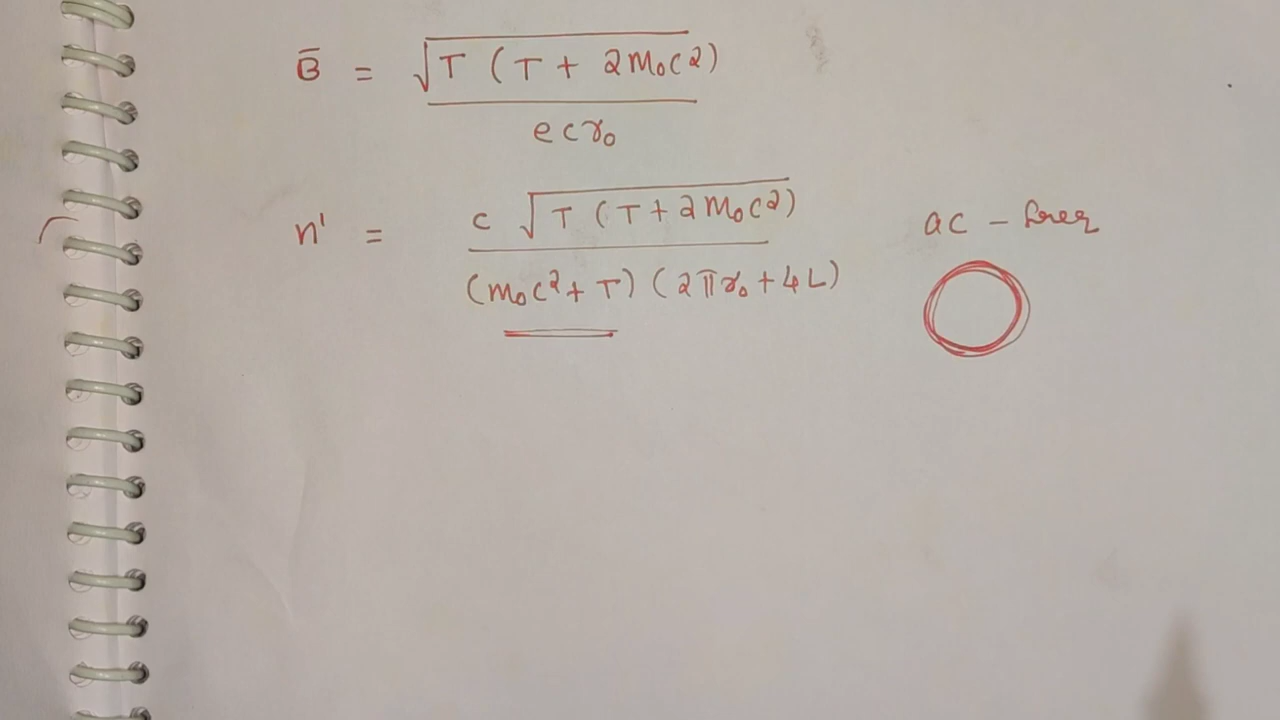 B̄ = √T (T + 2m₀c²)
ecr₀
n' = c √T (T + 2m₀c²)
(m₀c² + T) (2πr₀ + 4L)
ac - freq